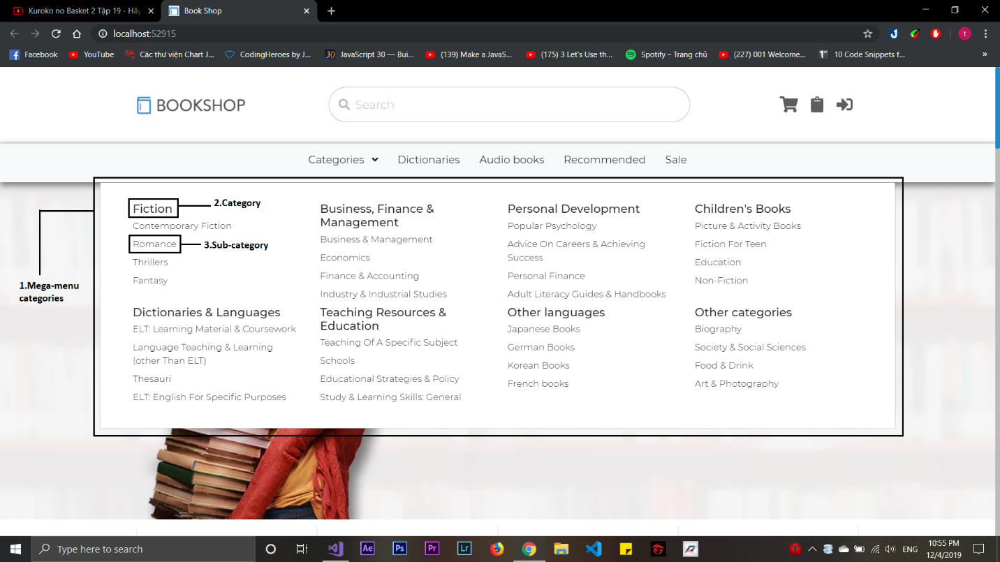 Kuroko no Basket 2 Tập 19 - Hãy
Book Shop
localhost:52915
Facebook
YouTube
Các thư viện Chart J...
CodingHeroes by J...
30 JavaScript 30 — Bui...
(139) Make a JavaS...
(175) 3 Let's Use th...
Spotify – Trang chủ
(227) 001 Welcome...
10 Code Snippets f...
»
t
BOOKSHOP
Search
Categories
Dictionaries
Audio books
Recommended
Sale
1.Mega-menu
categories
2.Category
3.Sub-category
Fiction
Contemporary Fiction
Romance
Thrillers
Fantasy
Business, Finance &
Management
Business & Management
Economics
Finance & Accounting
Industry & Industrial Studies
Personal Development
Popular Psychology
Advice On Careers & Achieving
Success
Personal Finance
Adult Literacy Guides & Handbooks
Children's Books
Picture & Activity Books
Fiction For Teen
Education
Non-Fiction
Dictionaries & Languages
ELT: Learning Material & Coursework
Language Teaching & Learning
(other Than ELT)
Thesauri
ELT: English For Specific Purposes
Teaching Resources &
Education
Teaching Of A Specific Subject
Schools
Educational Strategies & Policy
Study & Learning Skills: General
Other languages
Japanese Books
German Books
Korean Books
French books
Other categories
Biography
Society & Social Sciences
Food & Drink
Art & Photography
Type here to search
Ae
Ps
Pr
Lr
ENG
10:55 PM
12/4/2019